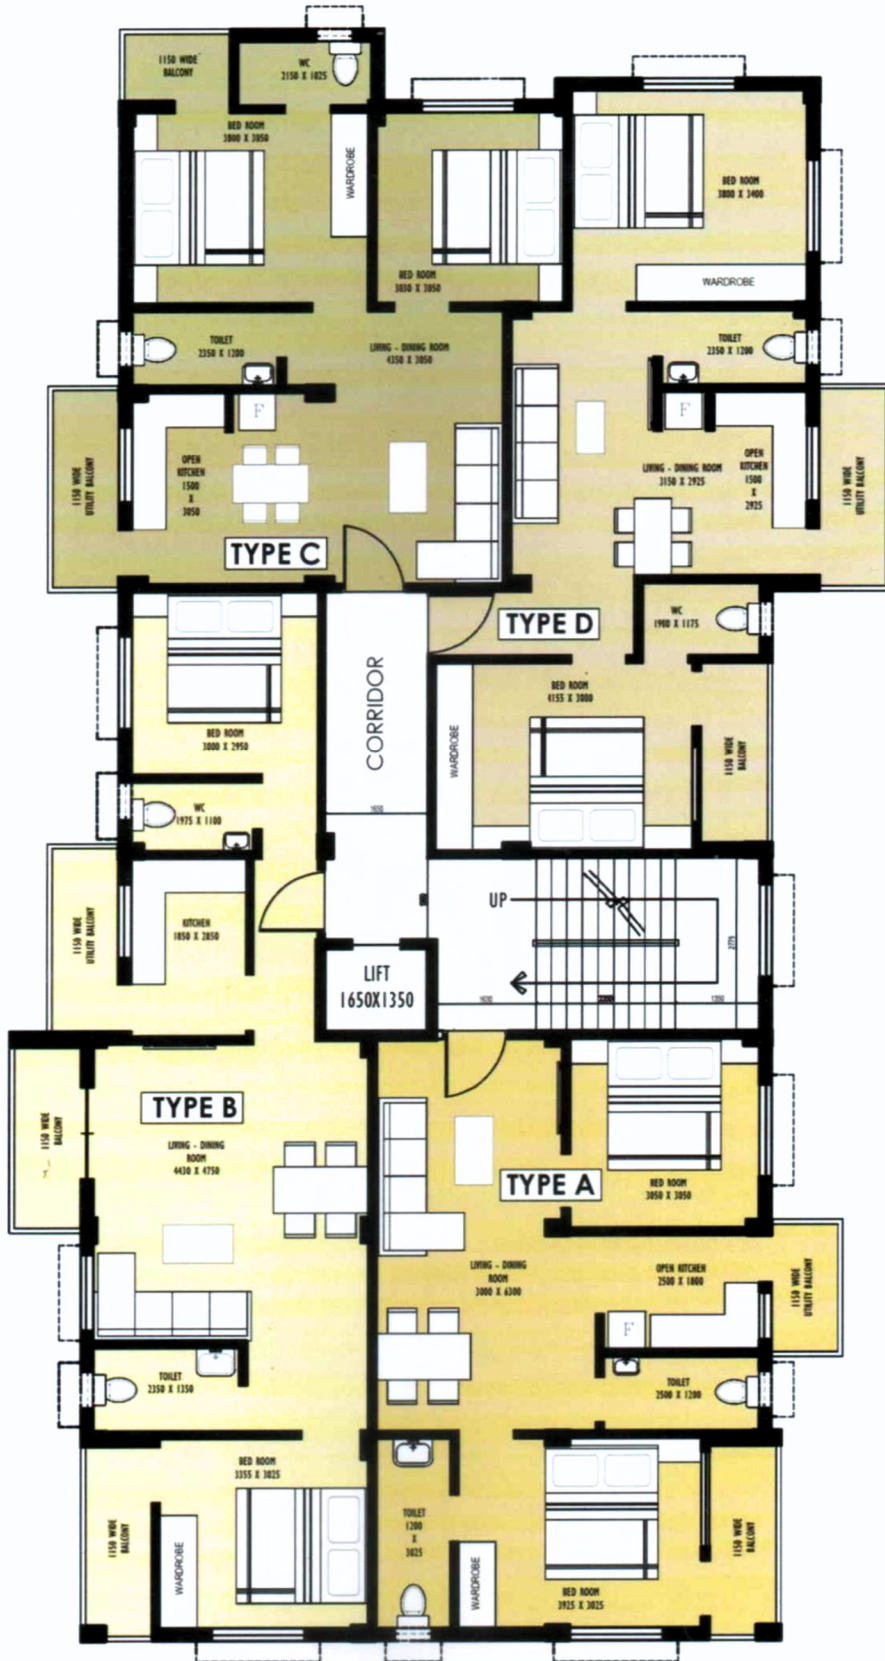 1150 WIDE
BALCONY
WC
2150 X 1025
BED ROOM
3800 X 3050
WARDROBE
BED ROOM
3030 X 3050
BED ROOM
3800 X 3400
WARDROBE
TOILET
2350 X 1200
LIVING - DINING ROOM
4350 X 3050
TOILET
2350 X 1200
F
F
1150 WIDE
UTILITY BALCONY
OPEN
KITCHEN
1500
X
3050
LIVING - DINING ROOM
3150 X 2925
OPEN
KITCHEN
1500
X
2925
1150 WIDE
UTILITY BALCONY
TYPE C
TYPE D
WC
1900 X 1175
CORRIDOR
BED ROOM
3000 X 2950
BED ROOM
4155 X 3000
WARDROBE
1150 WIDE
BALCONY
WC
1975 X 1100
1650
1150 WIDE
UTILITY BALCONY
KITCHEN
1850 X 2850
UP
2775
LIFT
1650X1350
1630
2200
1350
TYPE B
1150 WIDE
BALCONY
LIVING - DINING
ROOM
4430 X 4750
TYPE A
BED ROOM
3050 X 3050
LIVING - DINING
ROOM
3000 X 6300
OPEN KITCHEN
2500 X 1800
1150 WIDE
UTILITY BALCONY
F
TOILET
2350 X 1350
TOILET
2500 X 1200
BED ROOM
3355 X 3025
1150 WIDE
BALCONY
WARDROBE
TOILET
1200
X
3025
WARDROBE
BED ROOM
3925 X 3025
1150 WIDE
BALCONY